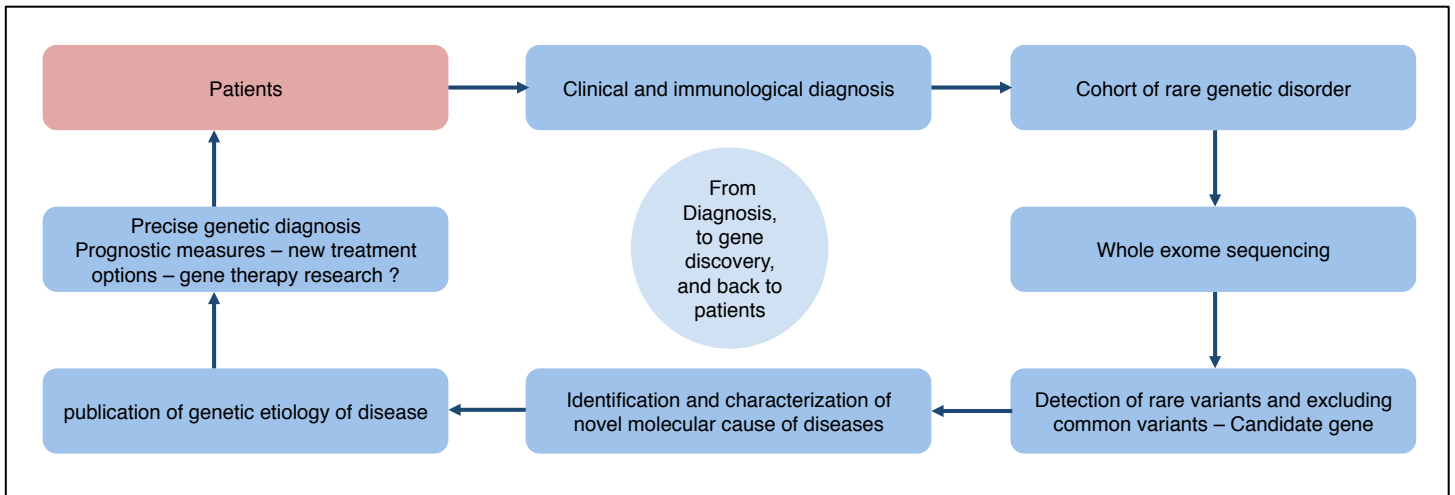 Patients
Clinical and immunological diagnosis
Cohort of rare genetic disorder
From
Diagnosis,
to gene
discovery,
and back to
patients
Precise genetic diagnosis
Prognostic measures – new treatment
options – gene therapy research ?
Whole exome sequencing
publication of genetic etiology of disease
Identification and characterization of
novel molecular cause of diseases
Detection of rare variants and excluding
common variants – Candidate gene